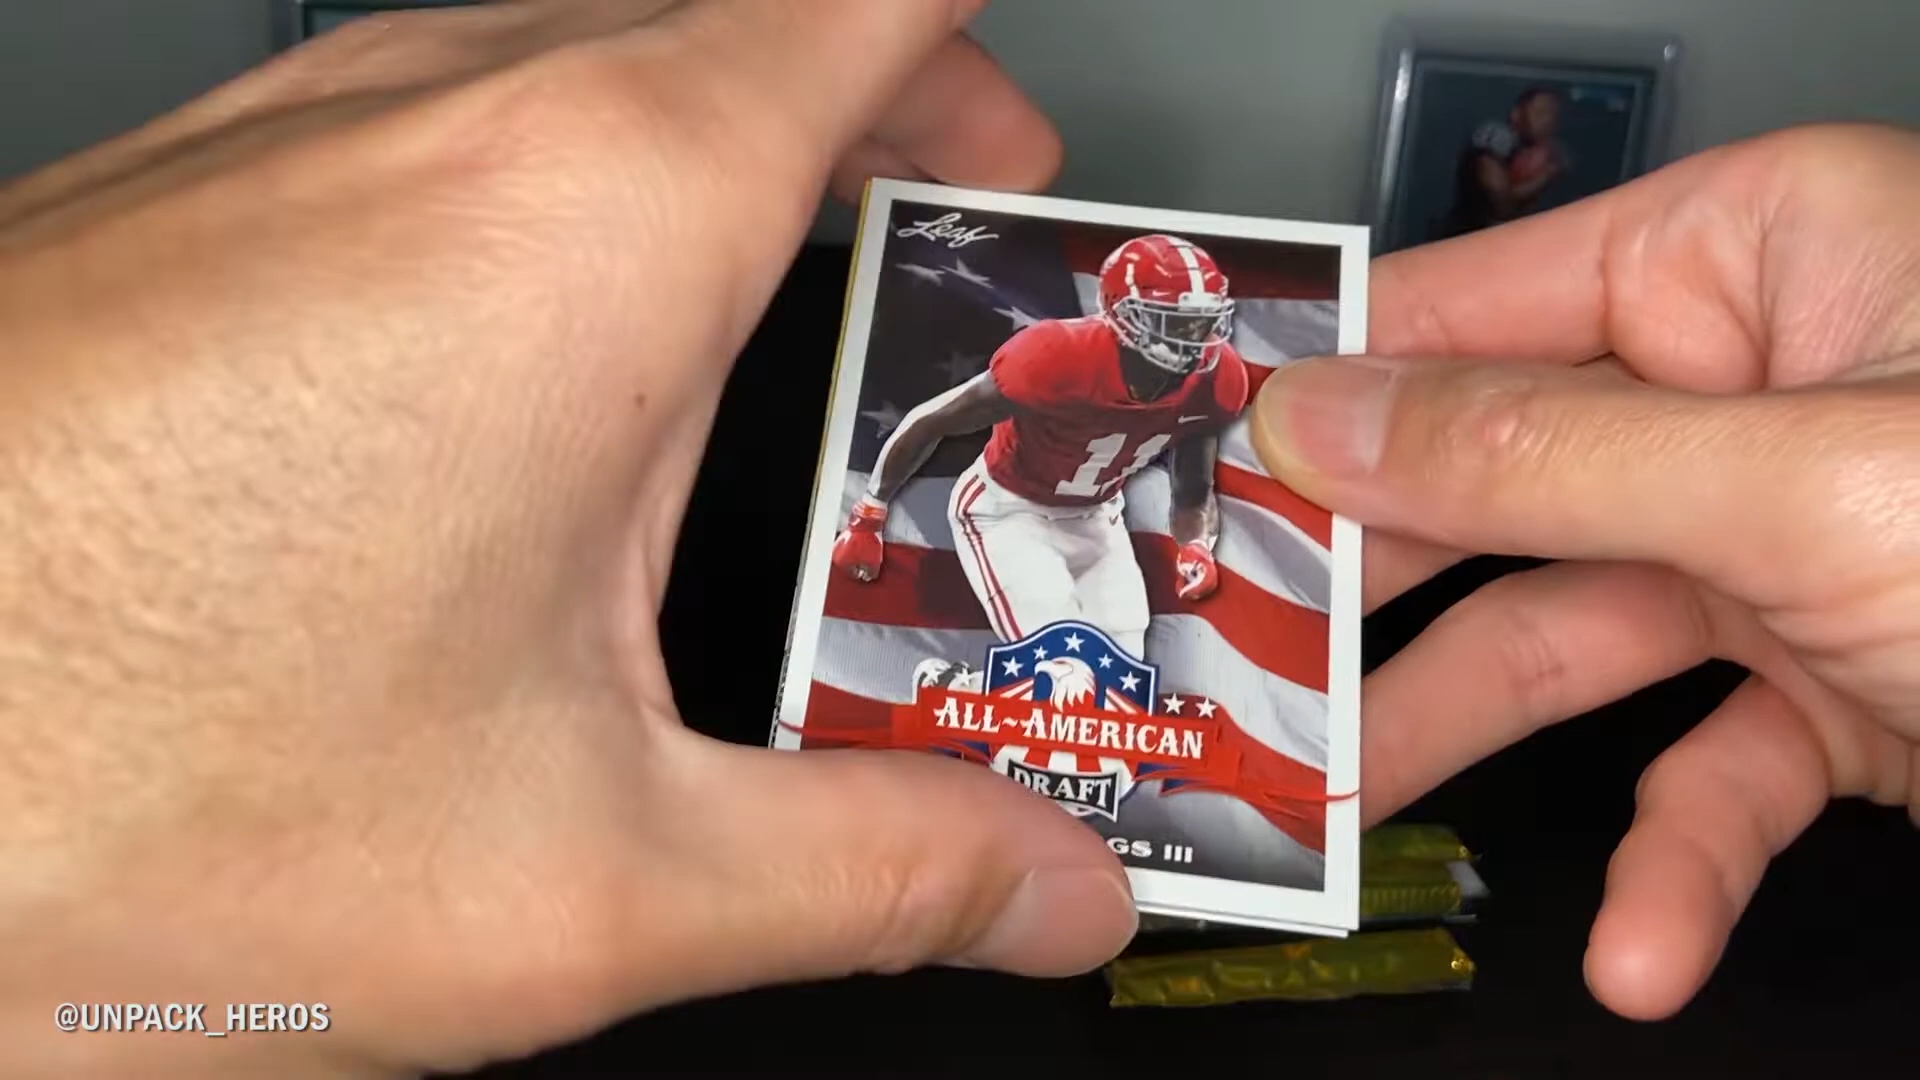 Leaf
11
ALL~AMERICAN
DRAFT
GS III
@UNPACK_HEROS